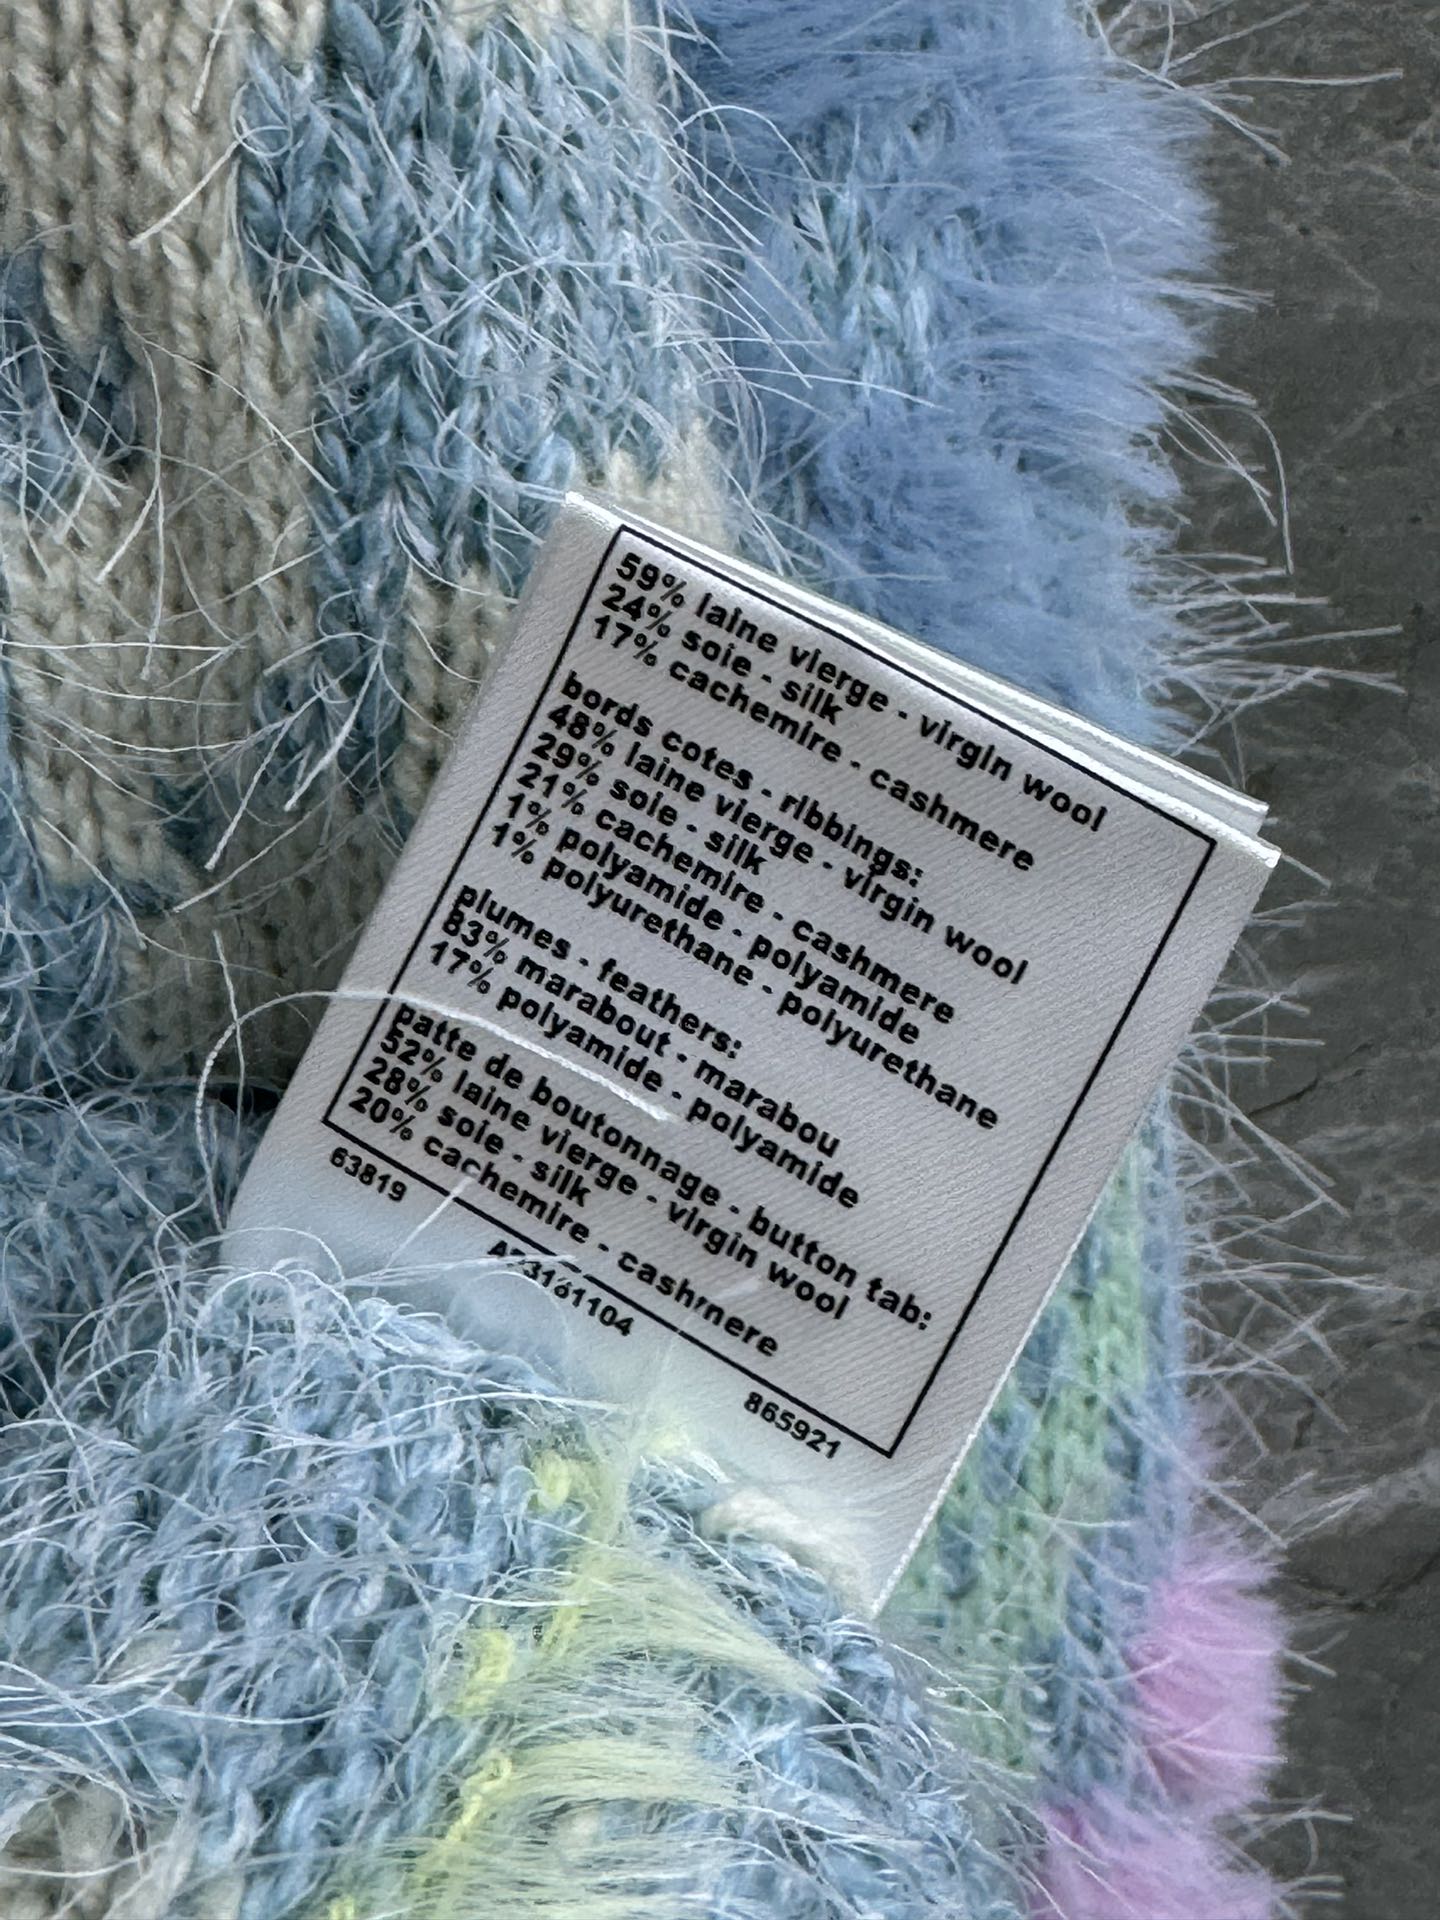 59% laine vierge - virgin wool
24% soie - silk
17% cachemire - cashmere
bords cotes - ribbings:
48% laine vierge - virgin wool
29% soie - silk
21% cachemire - cashmere
1% polyamide - polyamide
1% polyurethane - polyurethane
plumes - feathers:
83% marabout - marabou
17% polyamide - polyamide
patte de boutonnage - button tab:
52% laine vierge - virgin wool
28% soie - silk
20% cachemire - cashmere
63819
865921